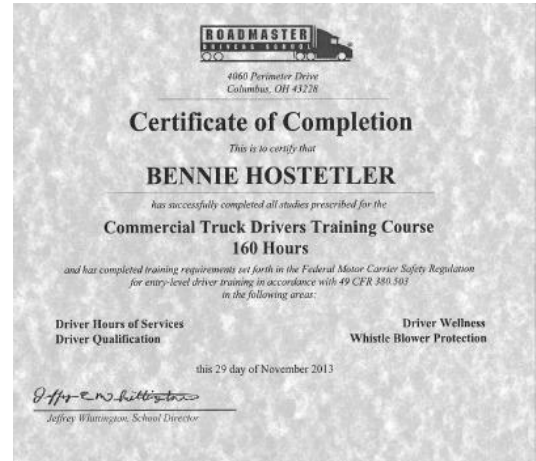 ROADMASTER
DRIVERS SCHOOL
4060 Perimeter Drive
Columbus, OH 43228
Certificate of Completion
This is to certify that
BENNIE HOSTETLER
has successfully completed all studies prescribed for the
Commercial Truck Drivers Training Course
160 Hours
and has completed training requirements set forth in the Federal Motor Carrier Safety Regulation
for entry-level driver training in accordance with 49 CFR 380.503
in the following areas:
Driver Hours of Services
Driver Wellness
Driver Qualification
Whistle Blower Protection
this 29 day of November 2013
Jeffrey Whittington
Jeffrey Whittington, School Director